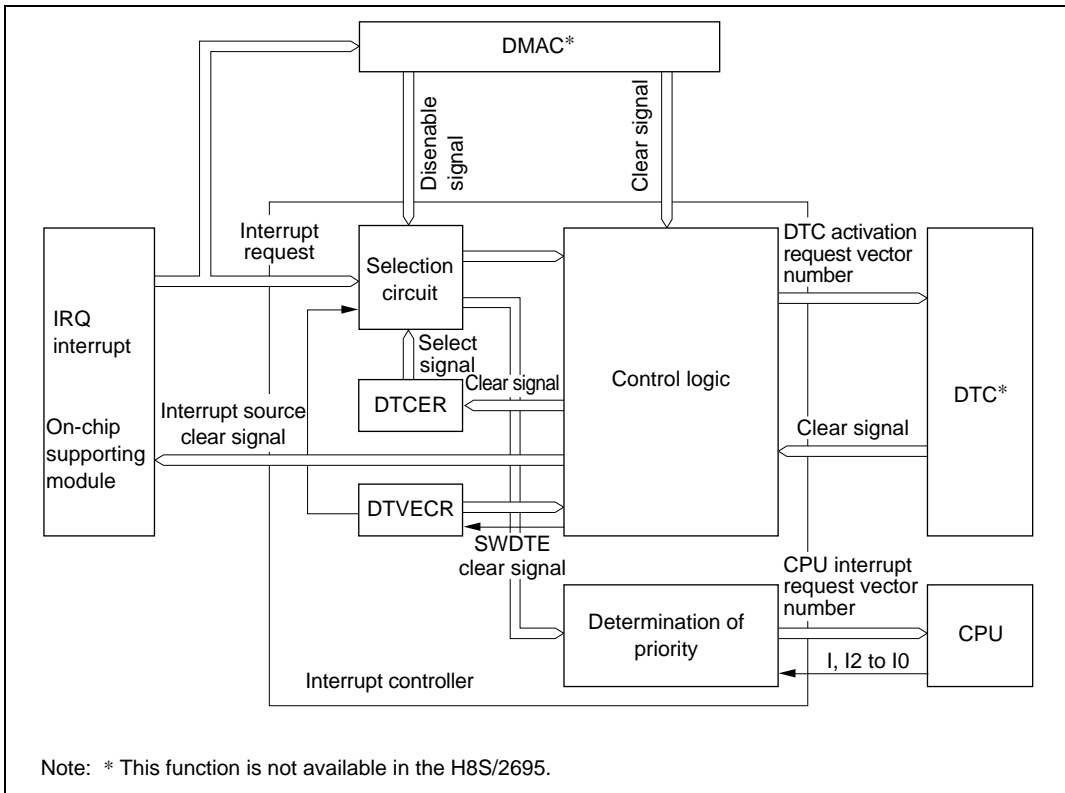 DMAC*
Disenable
signal
Clear signal
Interrupt
request
Selection
circuit
DTC activation
request vector
number
IRQ
interrupt
On-chip
supporting
module
Select
signal
Clear signal
Control logic
DTC*
DTCER
Interrupt source
clear signal
Clear signal
DTVECR
SWDTE
clear signal
CPU interrupt
request vector
number
Determination of
priority
CPU
I, I2 to I0
Interrupt controller
Note: * This function is not available in the H8S/2695.